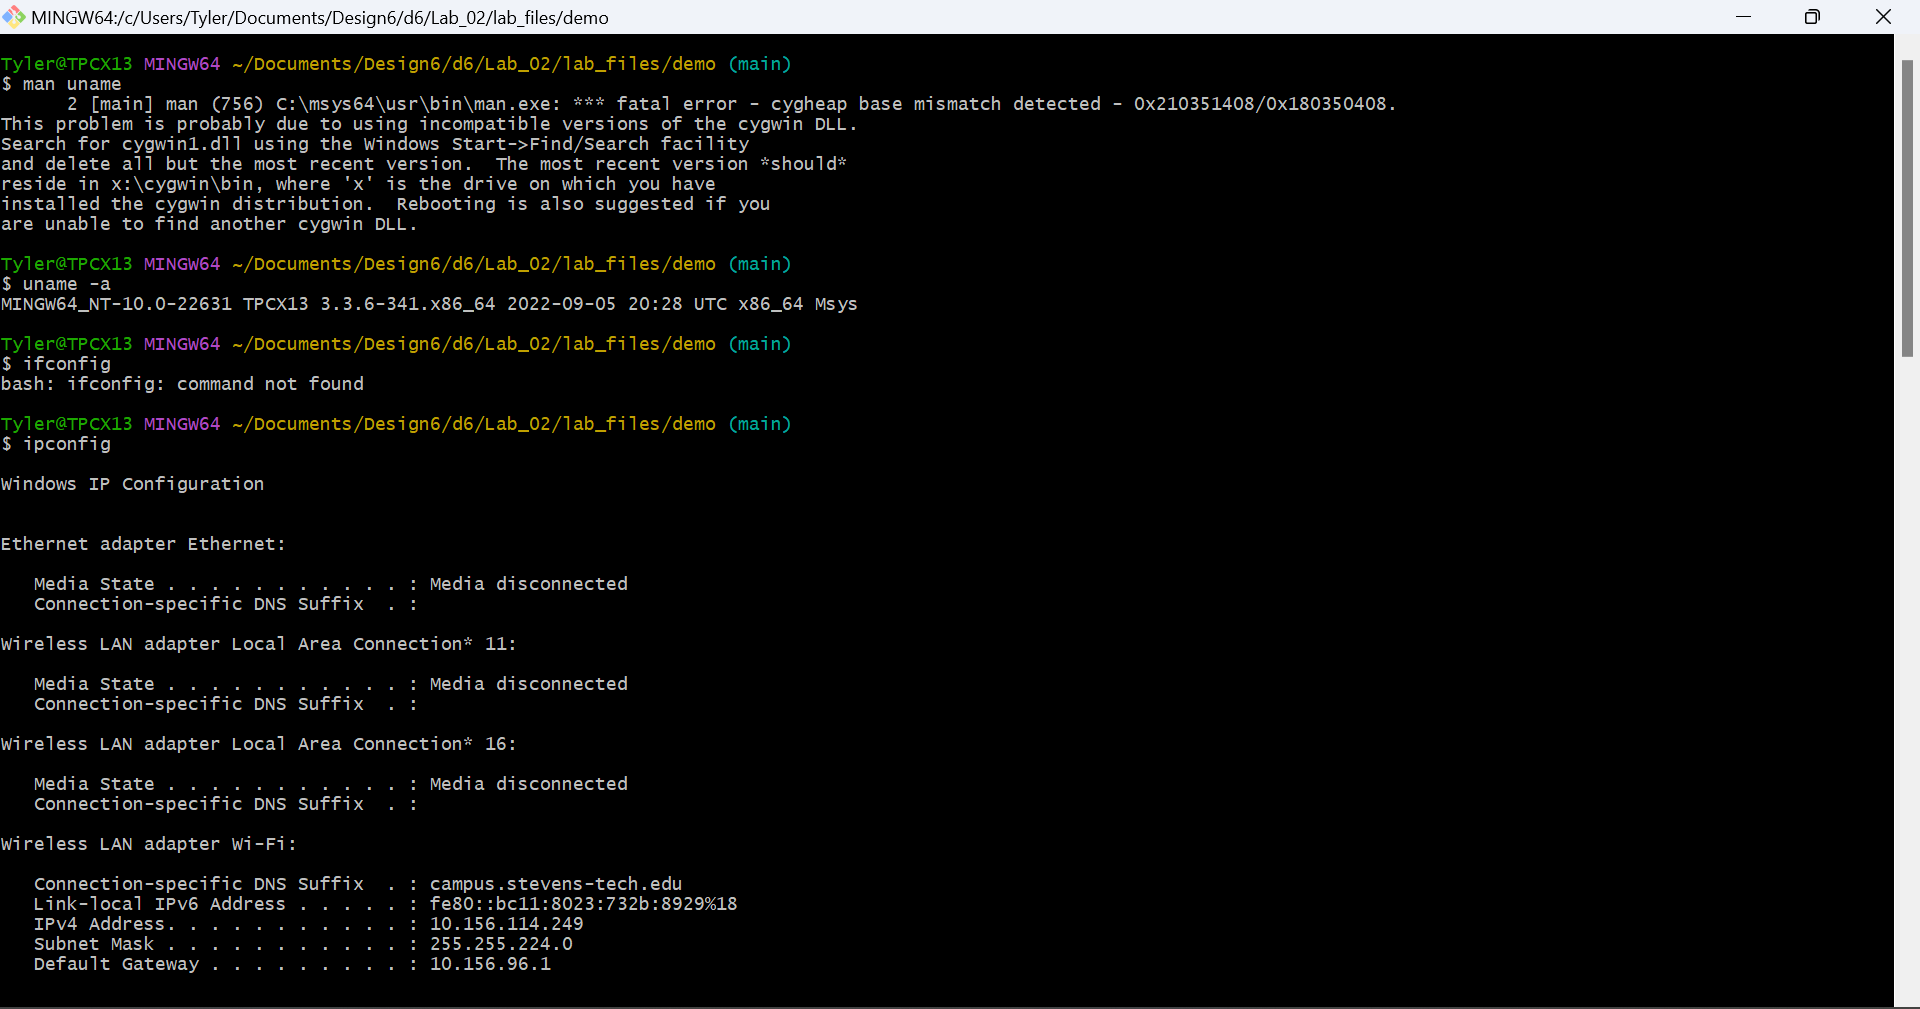 MINGW64:/c/Users/Tyler/Documents/Design6/d6/Lab_02/lab_files/demo
Tyler@TPCX13 MINGW64 ~/Documents/Design6/d6/Lab_02/lab_files/demo (main)
$ man uname
      2 [main] man (756) C:\msys64\usr\bin\man.exe: *** fatal error - cygheap base mismatch detected - 0x210351408/0x180350408.
This problem is probably due to using incompatible versions of the cygwin DLL.
Search for cygwin1.dll using the Windows Start->Find/Search facility
and delete all but the most recent version.  The most recent version *should*
reside in x:\cygwin\bin, where 'x' is the drive on which you have
installed the cygwin distribution.  Rebooting is also suggested if you
are unable to find another cygwin DLL.
Tyler@TPCX13 MINGW64 ~/Documents/Design6/d6/Lab_02/lab_files/demo (main)
$ uname -a
MINGW64_NT-10.0-22631 TPCX13 3.3.6-341.x86_64 2022-09-05 20:28 UTC x86_64 Msys
Tyler@TPCX13 MINGW64 ~/Documents/Design6/d6/Lab_02/lab_files/demo (main)
$ ifconfig
bash: ifconfig: command not found
Tyler@TPCX13 MINGW64 ~/Documents/Design6/d6/Lab_02/lab_files/demo (main)
$ ipconfig
Windows IP Configuration
Ethernet adapter Ethernet:
   Media State . . . . . . . . . . . : Media disconnected
   Connection-specific DNS Suffix  . :
Wireless LAN adapter Local Area Connection* 11:
   Media State . . . . . . . . . . . : Media disconnected
   Connection-specific DNS Suffix  . :
Wireless LAN adapter Local Area Connection* 16:
   Media State . . . . . . . . . . . : Media disconnected
   Connection-specific DNS Suffix  . :
Wireless LAN adapter Wi-Fi:
   Connection-specific DNS Suffix  . : campus.stevens-tech.edu
   Link-local IPv6 Address . . . . . : fe80::bc11:8023:732b:8929%18
   IPv4 Address. . . . . . . . . . . : 10.156.114.249
   Subnet Mask . . . . . . . . . . . : 255.255.224.0
   Default Gateway . . . . . . . . . : 10.156.96.1